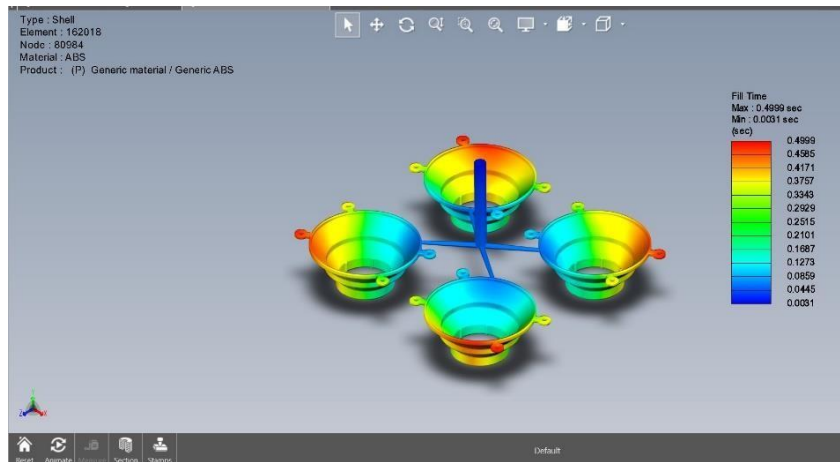 Type : Shell
Element : 162018
Node : 80984
Material : ABS
Product : (P) Generic material / Generic ABS
Fill Time
Max : 0.4999 sec
Min : 0.0031 sec
(sec)
0.4999
0.4585
0.4171
0.3757
0.3343
0.2929
0.2515
0.2101
0.1687
0.1273
0.0859
0.0445
0.0031
Reset Animate Measure Section Stamps
Default